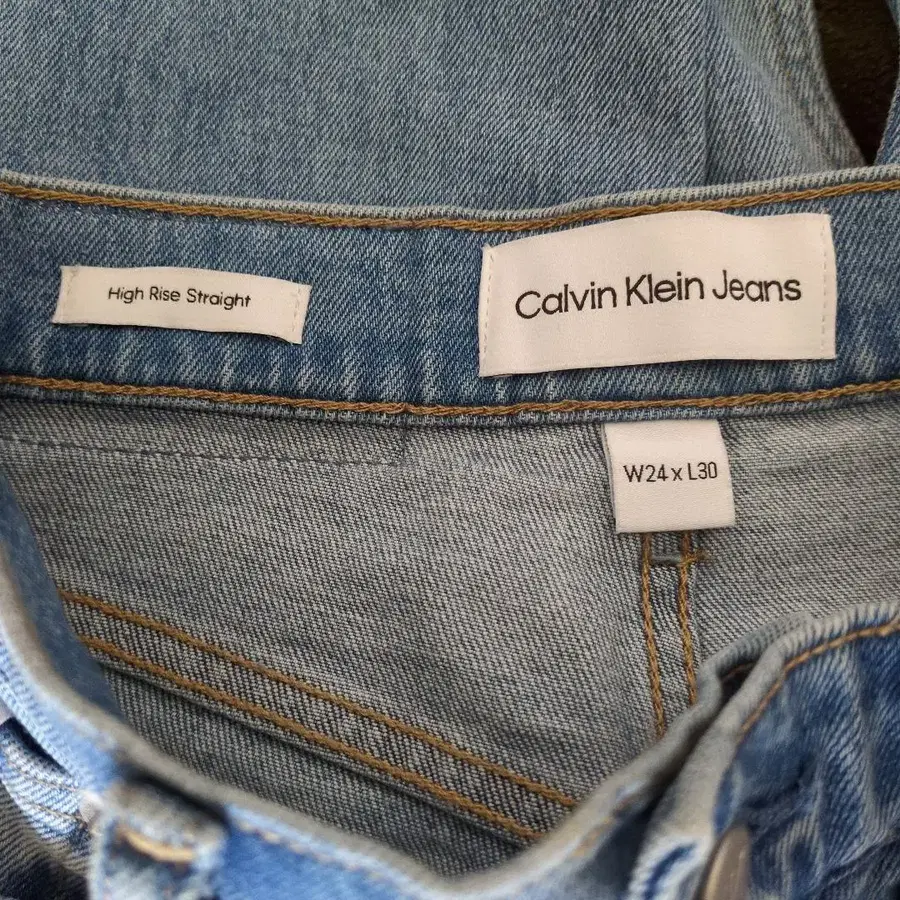 High Rise Straight
Calvin Klein Jeans
W24 x L30